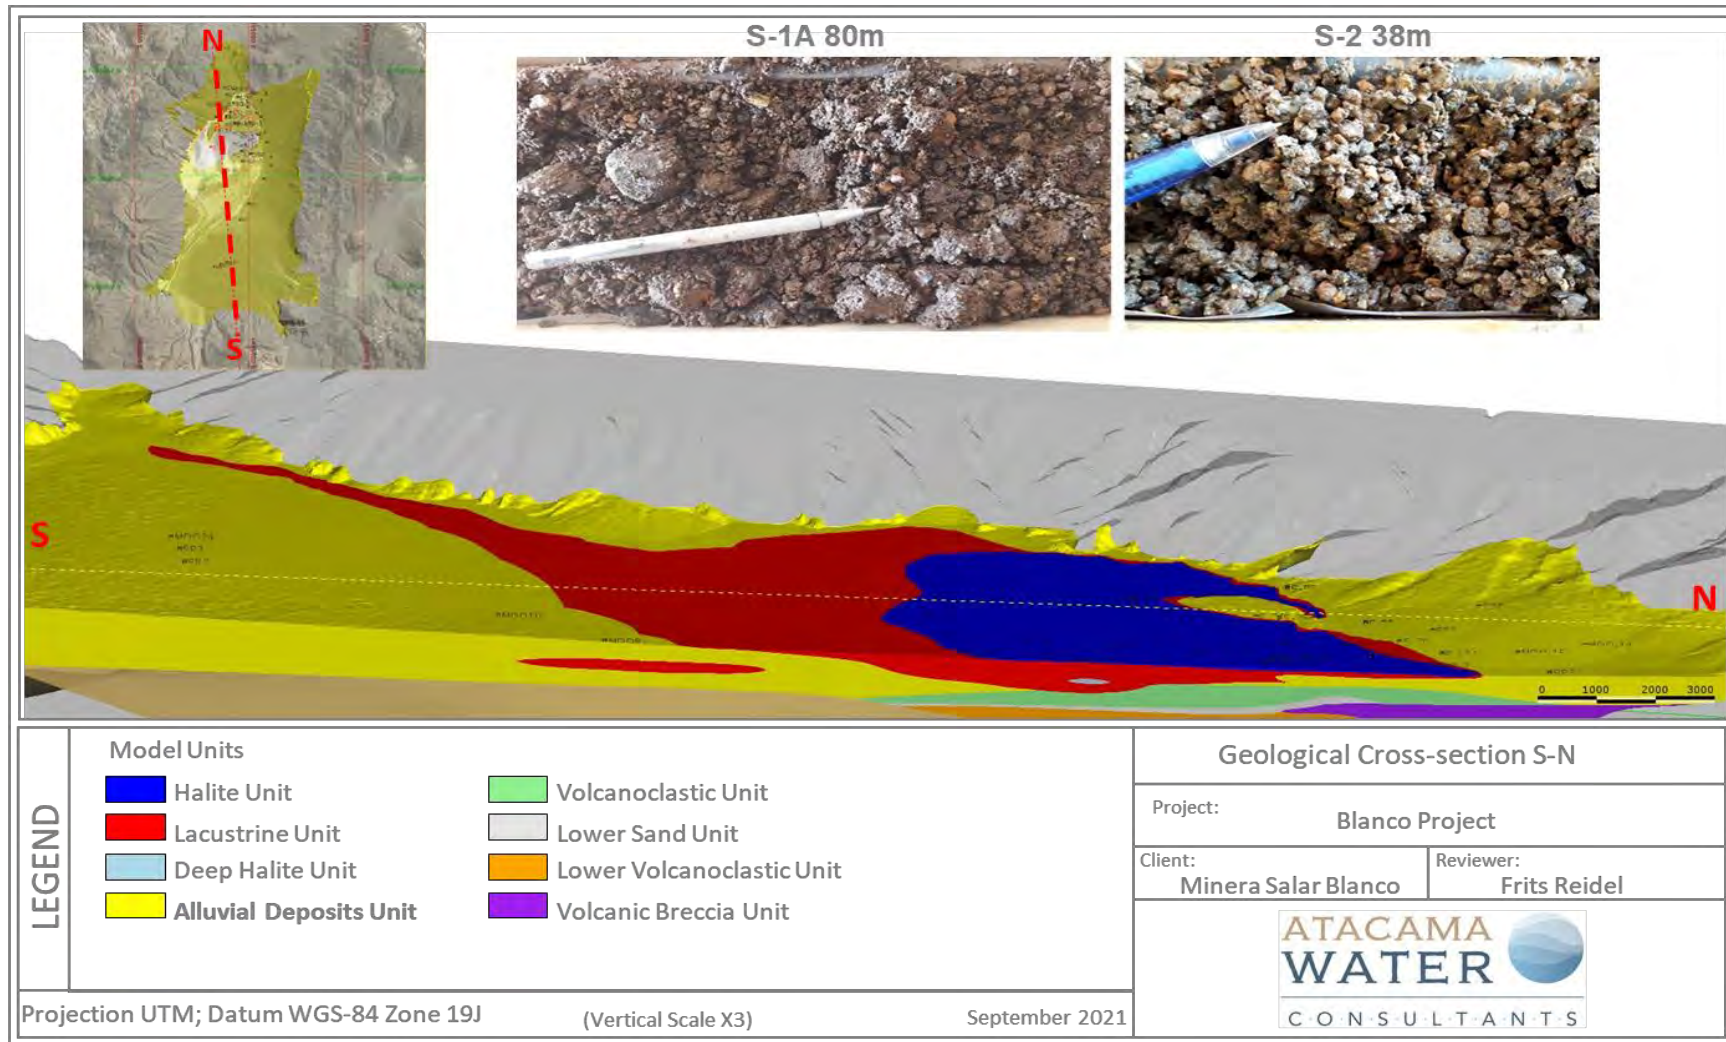 N
S
S-1A 80m
S-2 38m
S
N
0 1000 2000 3000
LEGEND
Model Units
Halite Unit
Lacustrine Unit
Deep Halite Unit
Alluvial Deposits Unit
Volcanoclastic Unit
Lower Sand Unit
Lower Volcanoclastic Unit
Volcanic Breccia Unit
Geological Cross-section S-N
Project:
Blanco Project
Client:
Minera Salar Blanco
Reviewer:
Frits Reidel
ATACAMA
WATER
CONSULTANTS
Projection UTM; Datum WGS-84 Zone 19J
(Vertical Scale X3)
September 2021